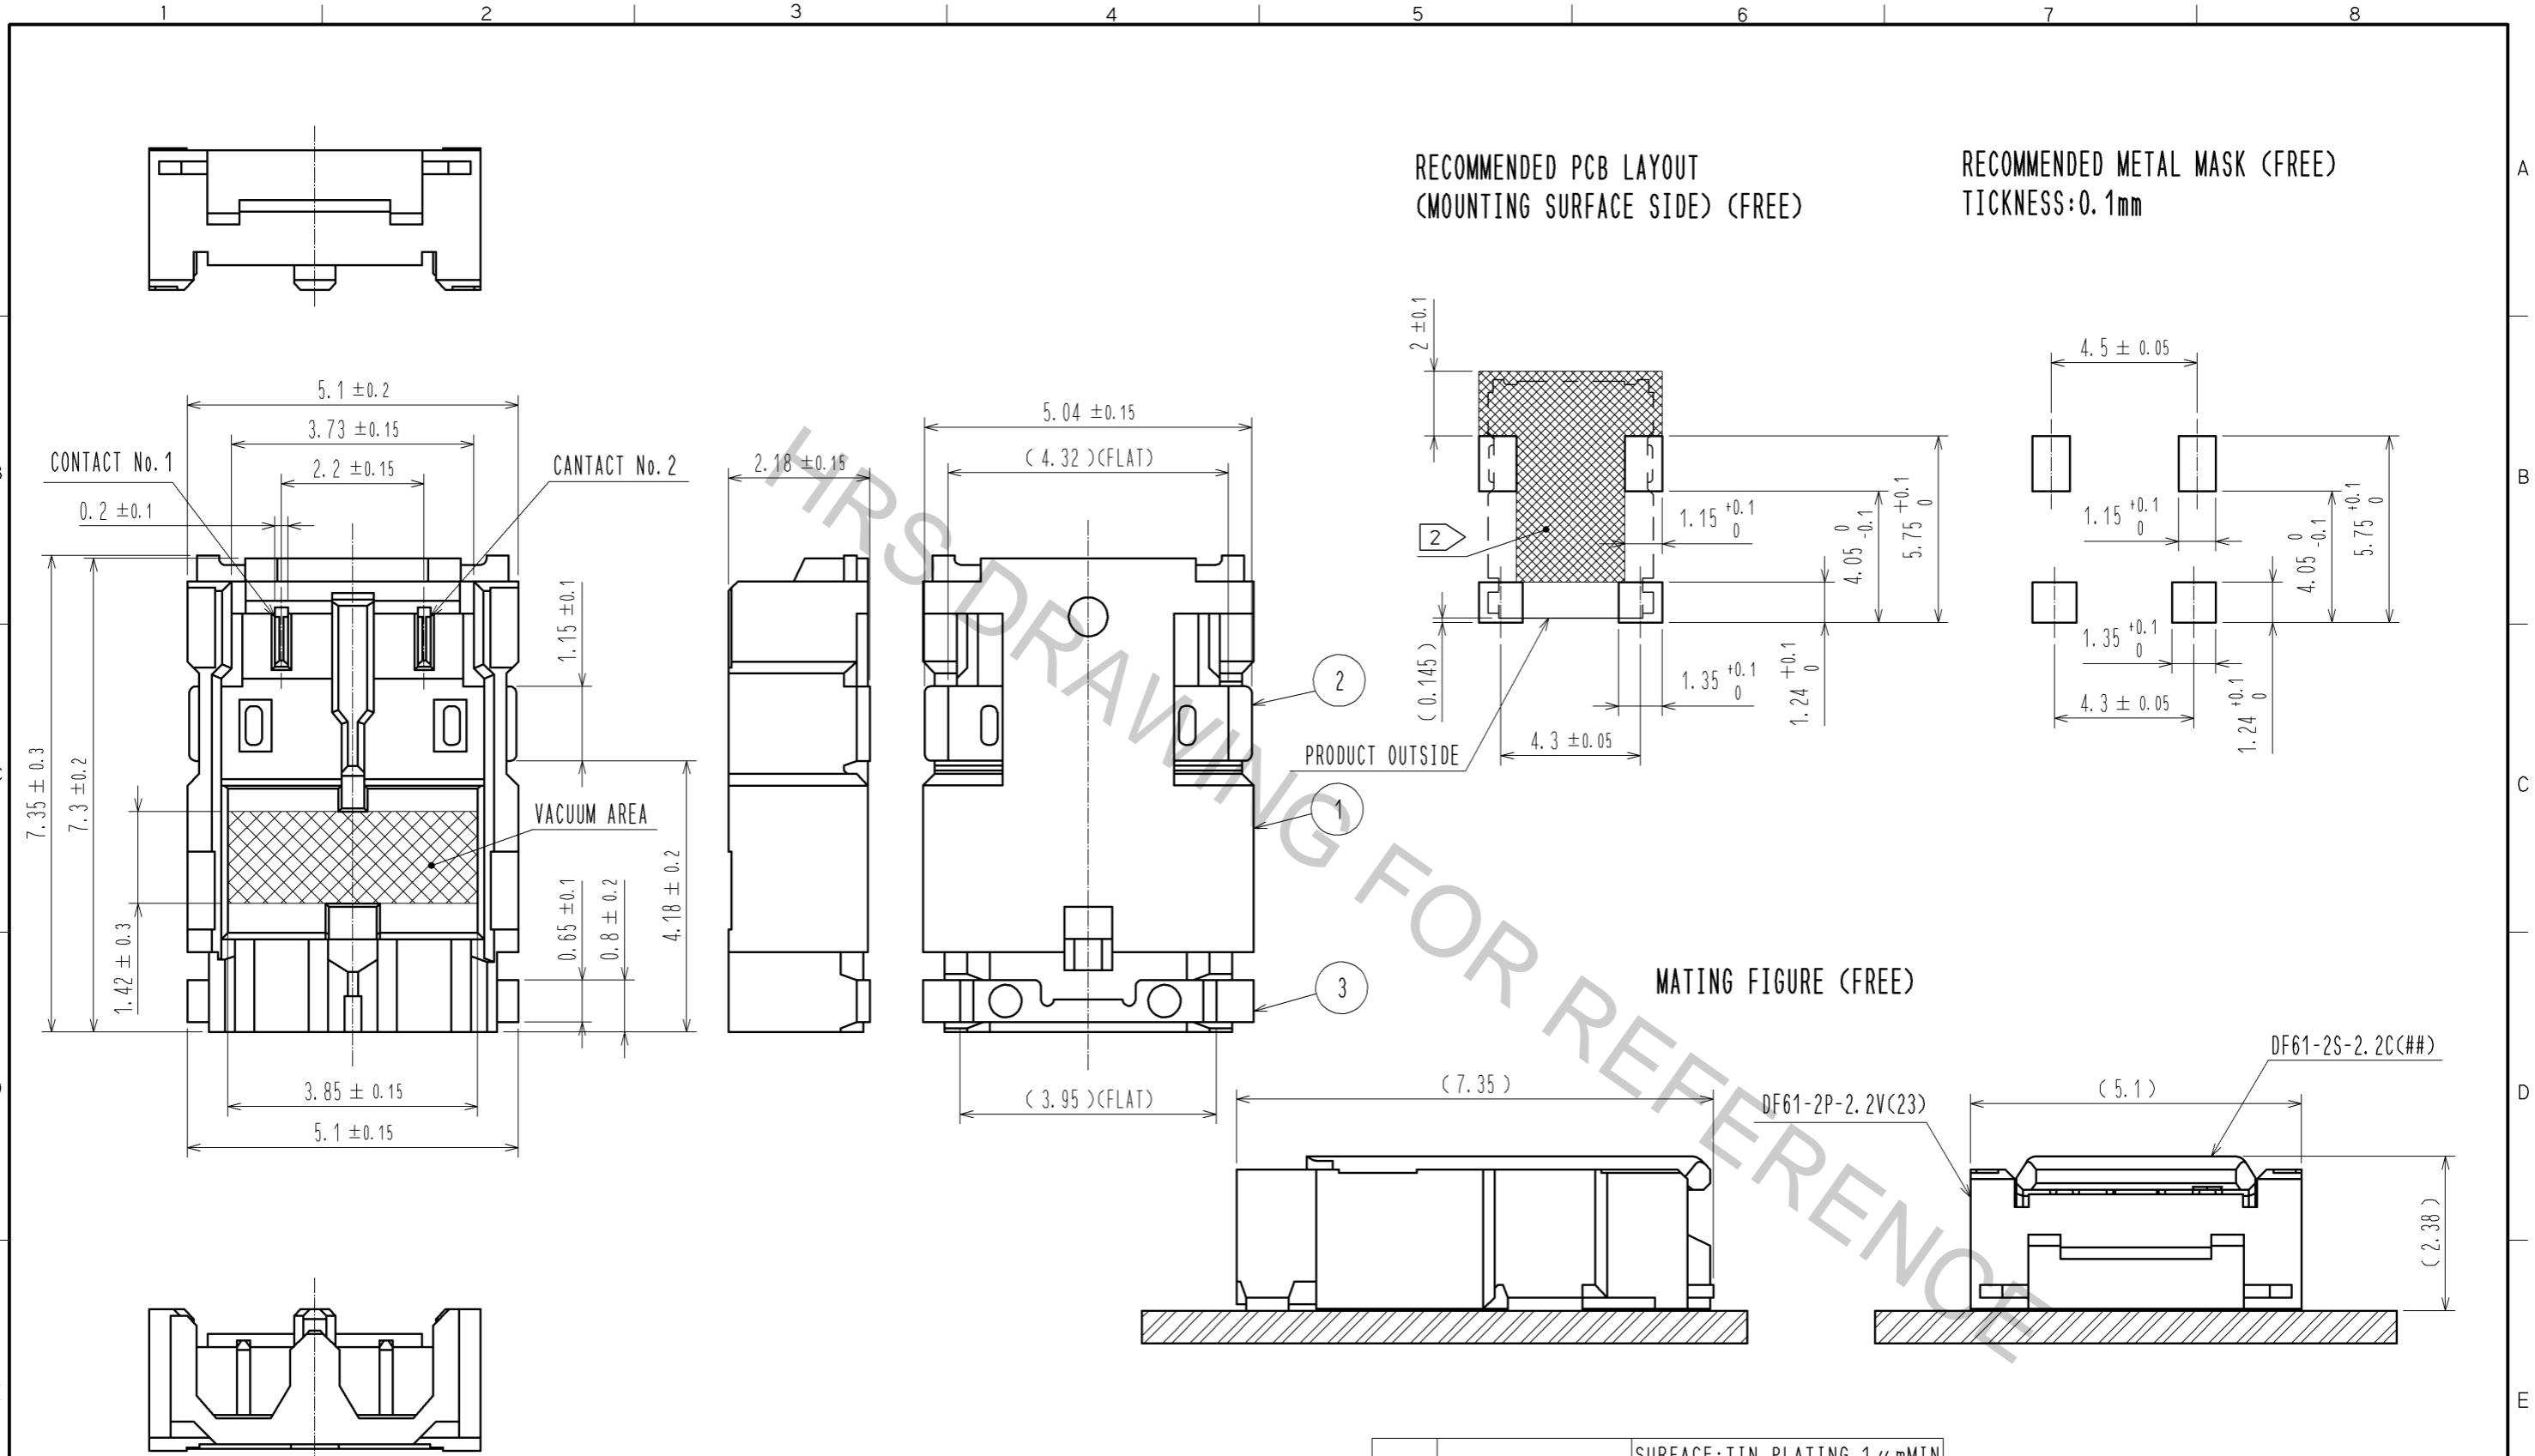 1 2 3 4 5 6 7 8
A
B
C
D
E
RECOMMENDED PCB LAYOUT
(MOUNTING SURFACE SIDE) (FREE)
RECOMMENDED METAL MASK (FREE)
TICKNESS:0.1mm
5.1 ±0.2
3.73 ±0.15
CONTACT No.1
CANTACT No.2
2.2 ±0.15
0.2 ±0.1
1.15 ±0.1
7.35 ± 0.3
7.3 ±0.2
VACUUM AREA
1.42 ± 0.3
0.65 ±0.1
0.8 ± 0.2
4.18 ± 0.2
3.85 ± 0.15
5.1 ±0.15
2.18 ±0.15
5.04 ±0.15
( 4.32 )(FLAT)
2
1
3
( 3.95 )(FLAT)
2 ±0.1
2
1.15 +0.1 0
4.05 0 -0.1
5.75 +0.1 0
( 0.145 )
1.35 +0.1 0
1.24 +0.1 0
4.3 ±0.05
PRODUCT OUTSIDE
4.5 ± 0.05
1.15 +0.1 0
4.05 0 -0.1
5.75 +0.1 0
1.35 +0.1 0
4.3 ± 0.05
1.24 +0.1 0
MATING FIGURE (FREE)
DF61-2S-2.2C(##)
( 7.35 )
DF61-2P-2.2V(23)
( 5.1 )
( 2.38 )
HRS DRAWING FOR REFERENCE
SURFACE:TIN PLATING 1μmMIN